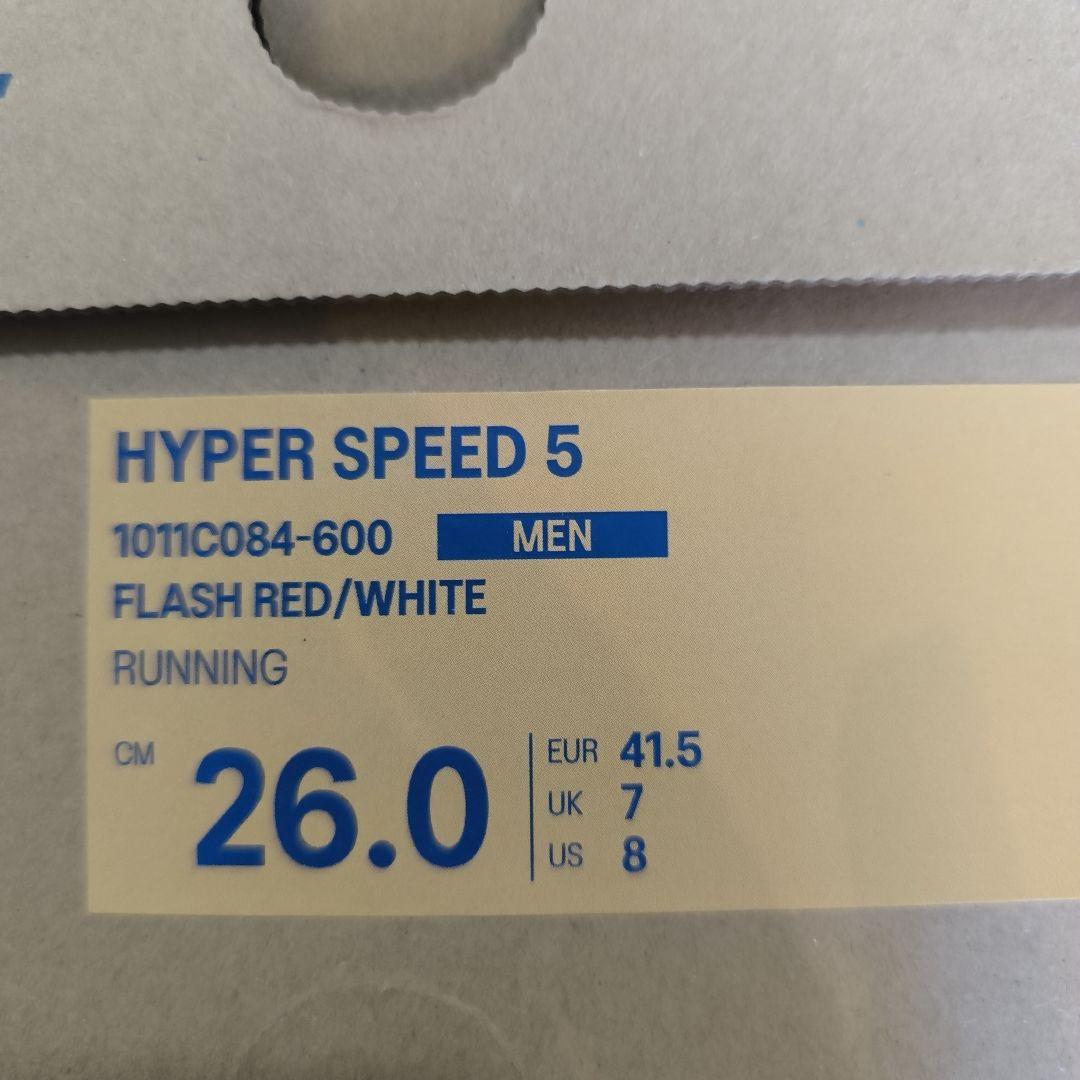 HYPER SPEED 5
1011C084-600 MEN
FLASH RED/WHITE
RUNNING
CM 26.0
EUR 41.5
UK 7
US 8